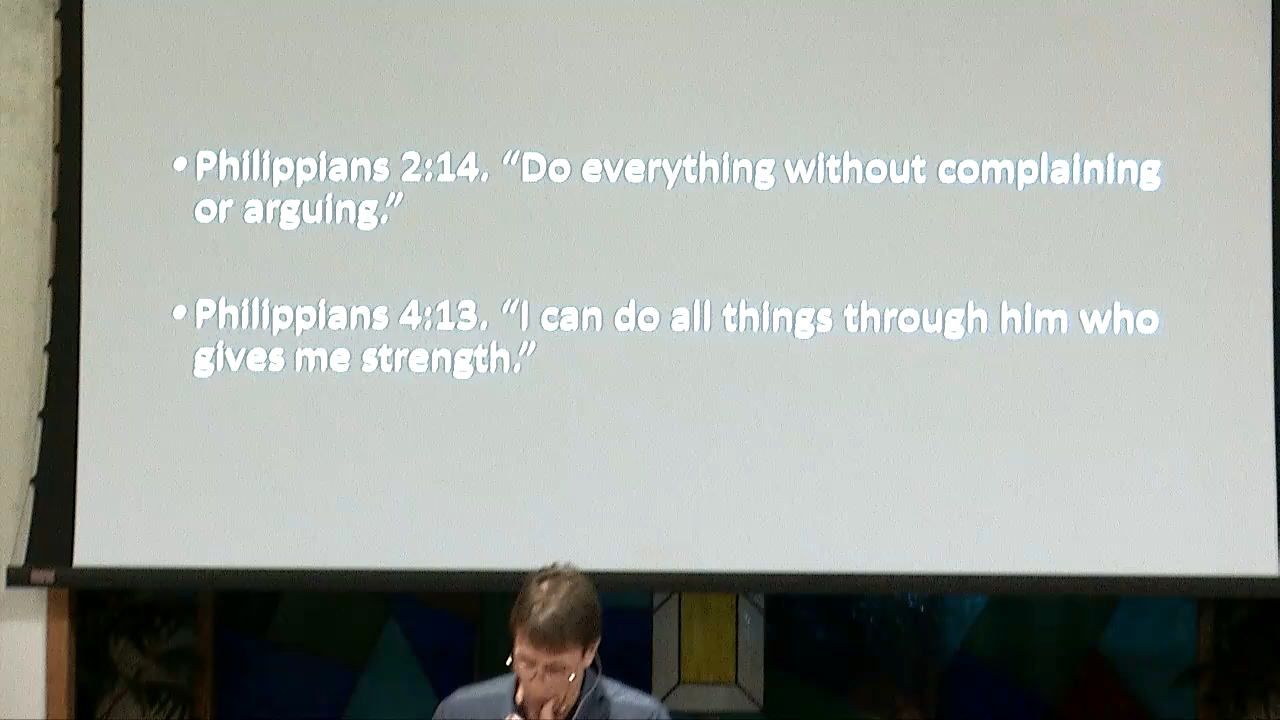 • Philippians 2:14. “Do everything without complaining
or arguing.”
• Philippians 4:13. “I can do all things through him who
gives me strength.”